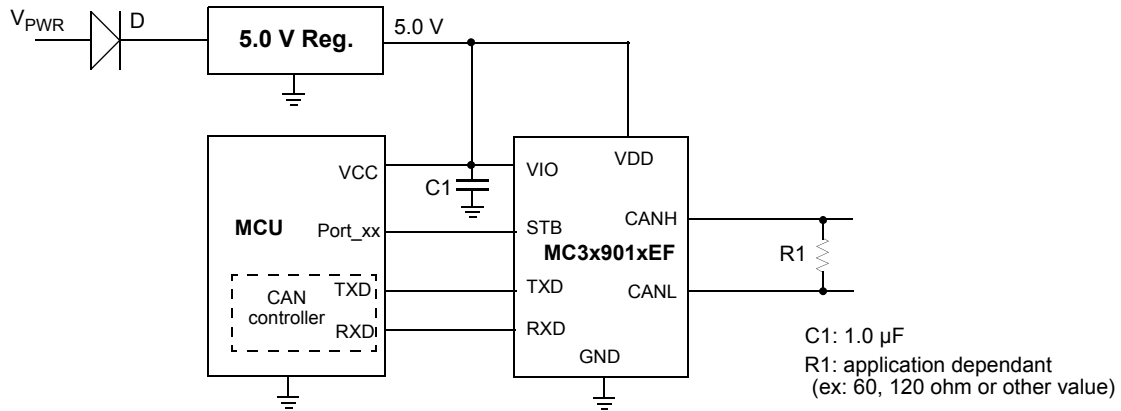 VPWR
D
5.0 V Reg.
5.0 V
VCC
C1
VIO
VDD
MCU
Port_xx
STB
CANH
MC3x901xEF
R1
CAN
controller
TXD
TXD
CANL
RXD
RXD
GND
C1: 1.0 µF
R1: application dependant
(ex: 60, 120 ohm or other value)